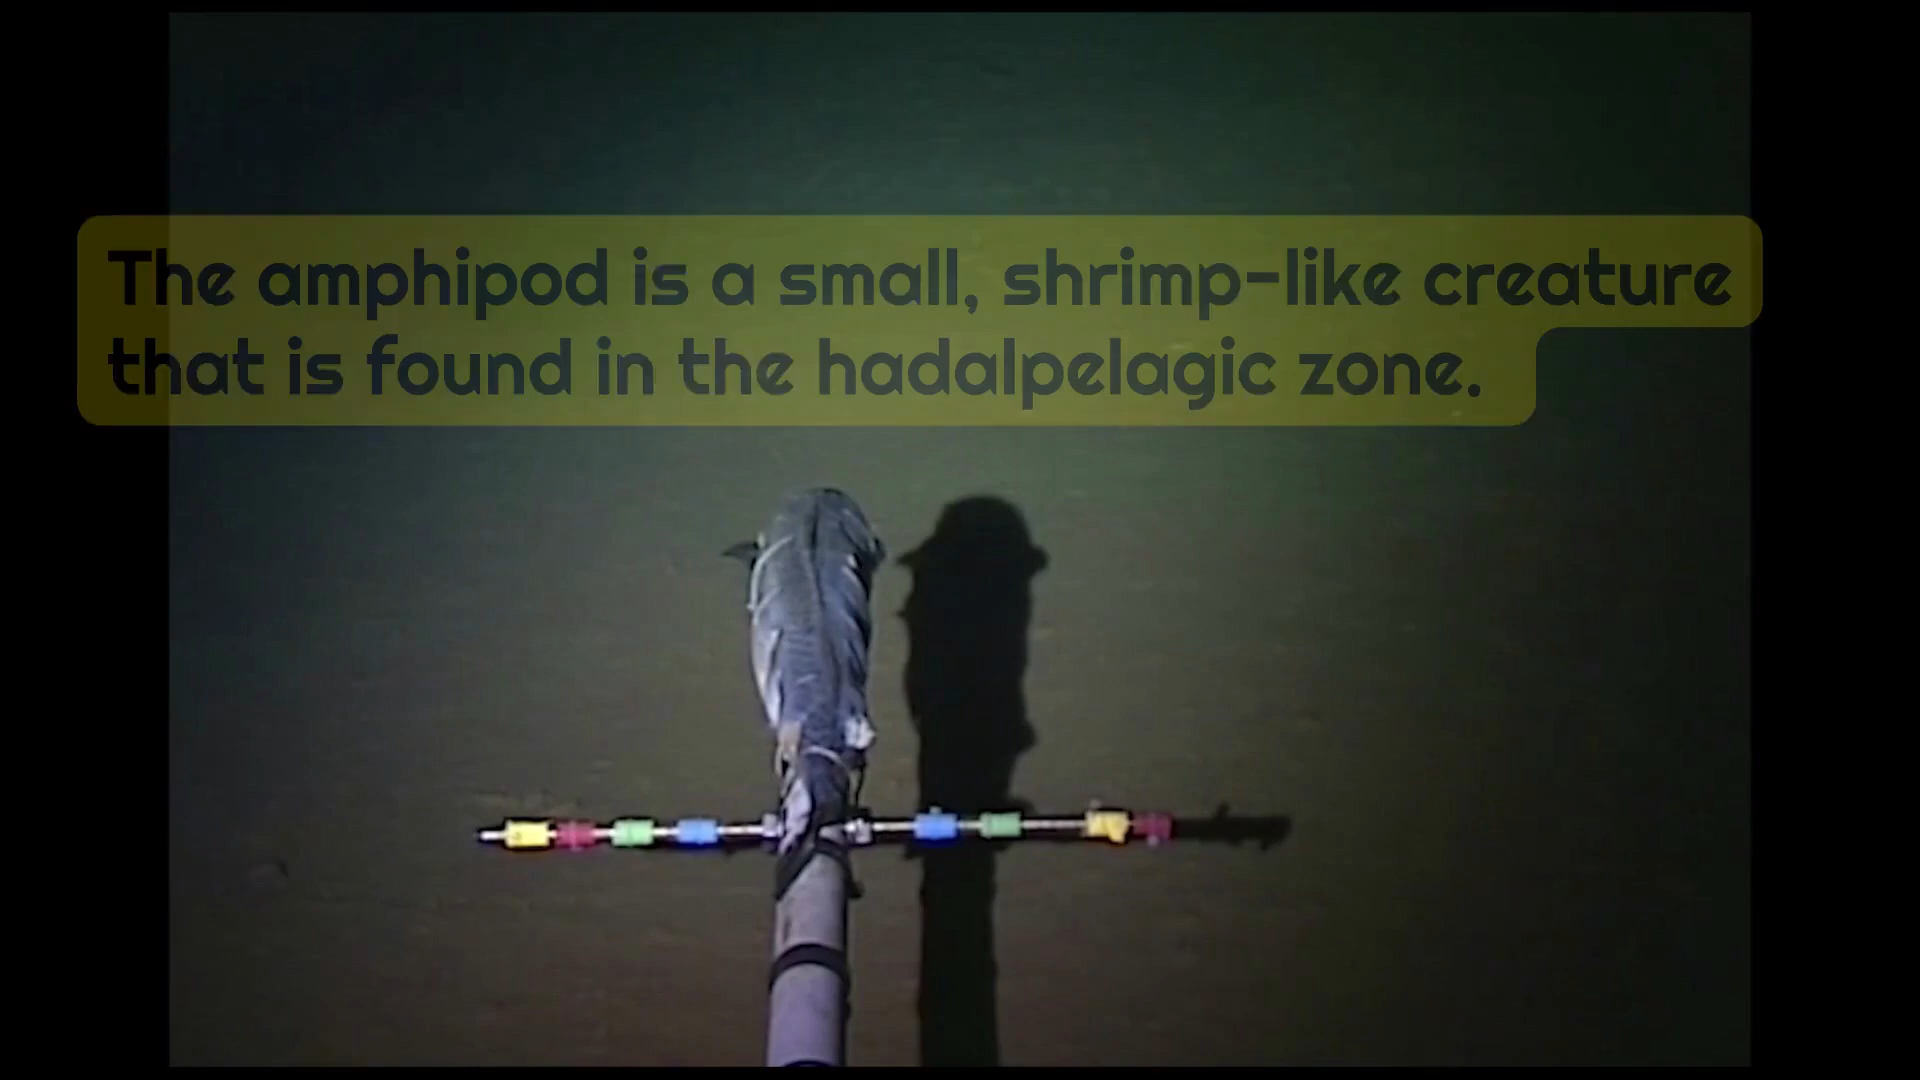 The amphipod is a small, shrimp-like creature
that is found in the hadalpelagic zone.